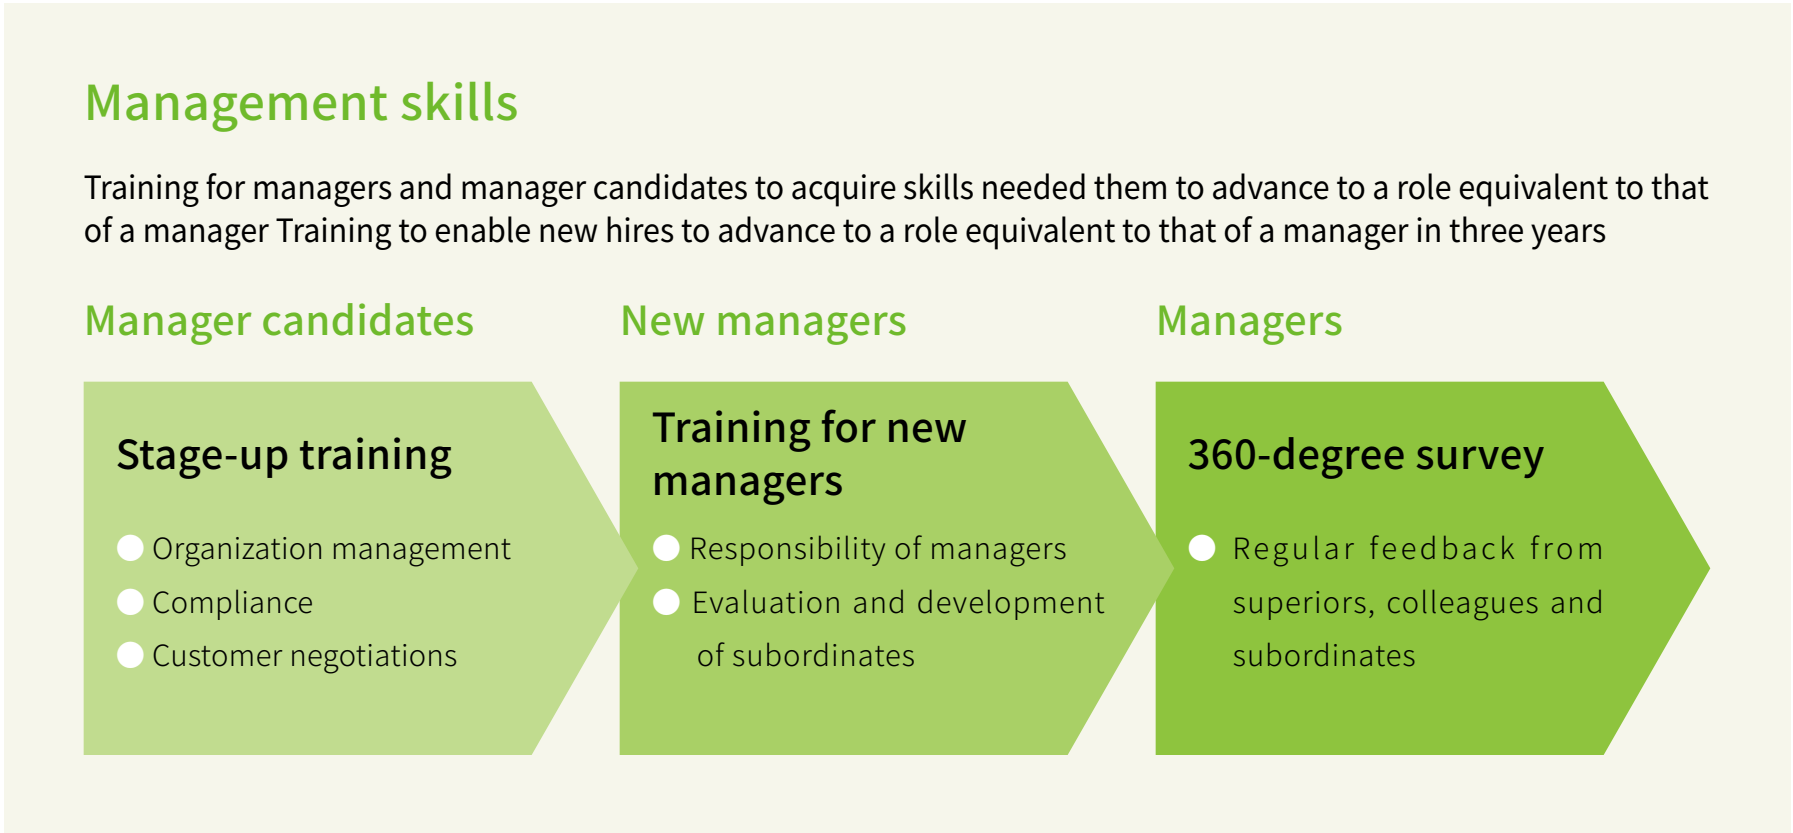 Management skills
Training for managers and manager candidates to acquire skills needed them to advance to a role equivalent to that
of a manager Training to enable new hires to advance to a role equivalent to that of a manager in three years
Manager candidates
Stage-up training
Organization management
Compliance
Customer negotiations
New managers
Training for new
managers
Responsibility of managers
Evaluation and development
of subordinates
Managers
360-degree survey
Regular feedback from
superiors, colleagues and
subordinates